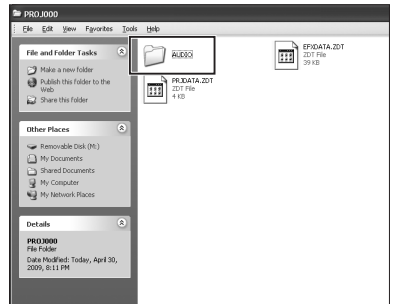 PROJ000
File Edit View Favorites Tools Help
File and Folder Tasks
Make a new folder
Publish this folder to the
Web
Share this folder
Other Places
Removable Disk (M:)
My Documents
Shared Documents
My Computer
My Network Places
Details
PROJ000
File Folder
Date Modified: Today, April 30,
2009, 8:11 PM
AUDIO
PRJDATA.ZDT
ZDT File
4 KB
EFXDATA.ZDT
ZDT File
39 KB